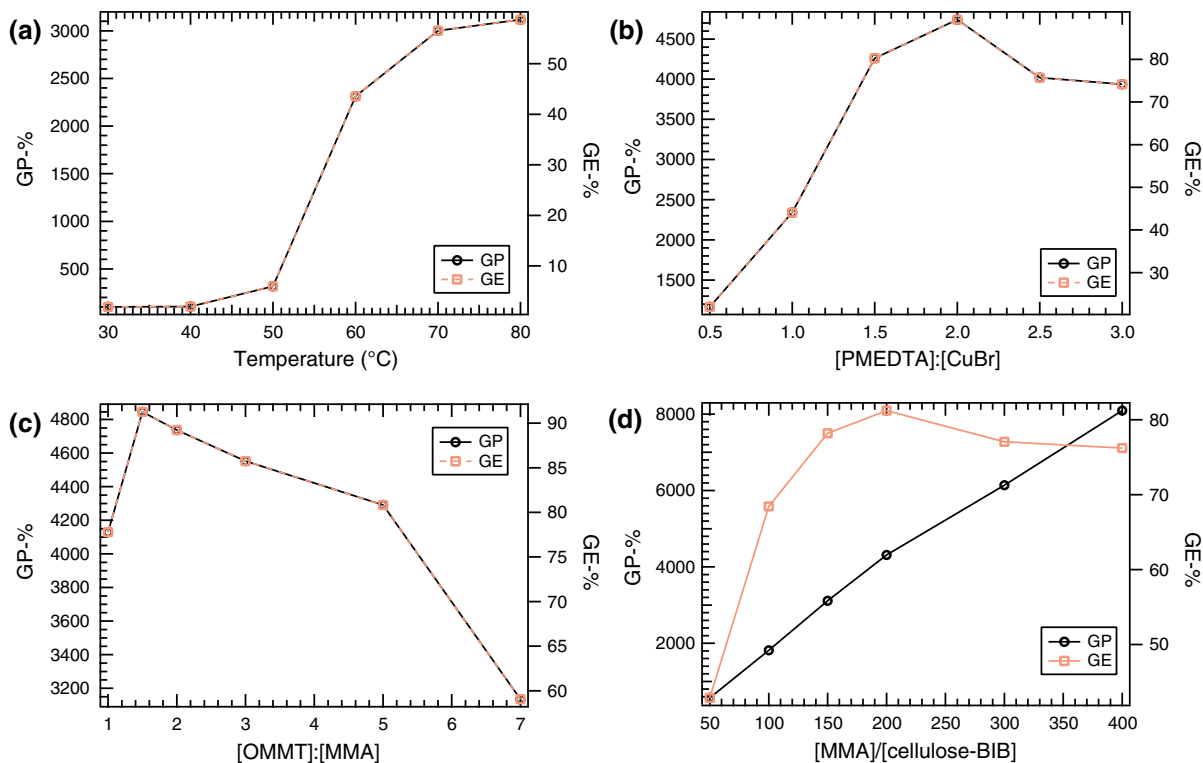 (a)
GP-%
3000
2500
2000
1500
1000
500
GE-%
50
40
30
20
10
GP
GE
30 40 50 60 70 80
Temperature (°C)
(b)
GP-%
4500
4000
3500
3000
2500
2000
1500
GE-%
80
70
60
50
40
30
GP
GE
0.5 1.0 1.5 2.0 2.5 3.0
[PMEDTA]:[CuBr]
(c)
GP-%
4800
4600
4400
4200
4000
3800
3600
3400
3200
GE-%
90
85
80
75
70
65
60
GP
GE
1 2 3 4 5 6 7
[OMMT]:[MMA]
(d)
GP-%
8000
6000
4000
2000
GE-%
80
70
60
50
GP
GE
50 100 150 200 250 300 350 400
[MMA]/[cellulose-BIB]